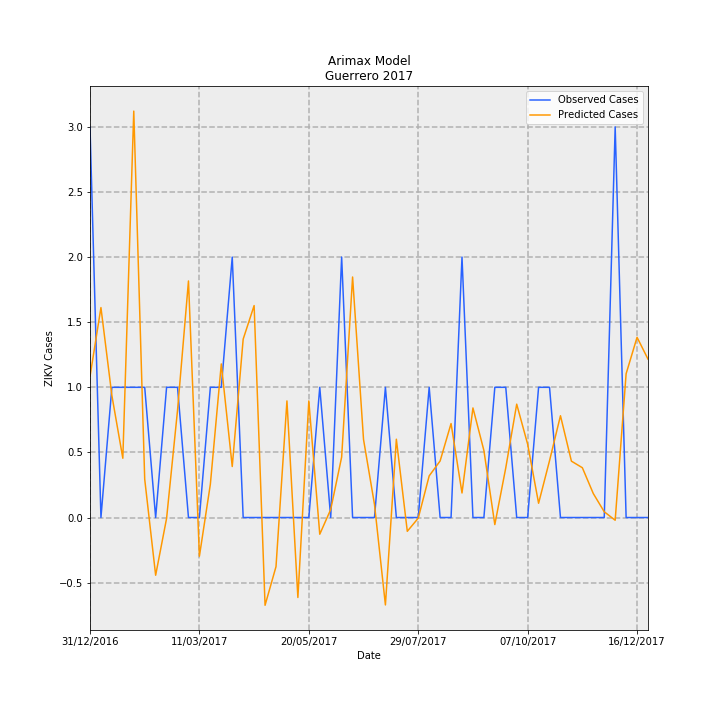 Arimax Model
Guerrero 2017
Observed Cases
Predicted Cases
ZIKV Cases
3.0
2.5
2.0
1.5
1.0
0.5
0.0
−0.5
31/12/2016
11/03/2017
20/05/2017
29/07/2017
07/10/2017
16/12/2017
Date